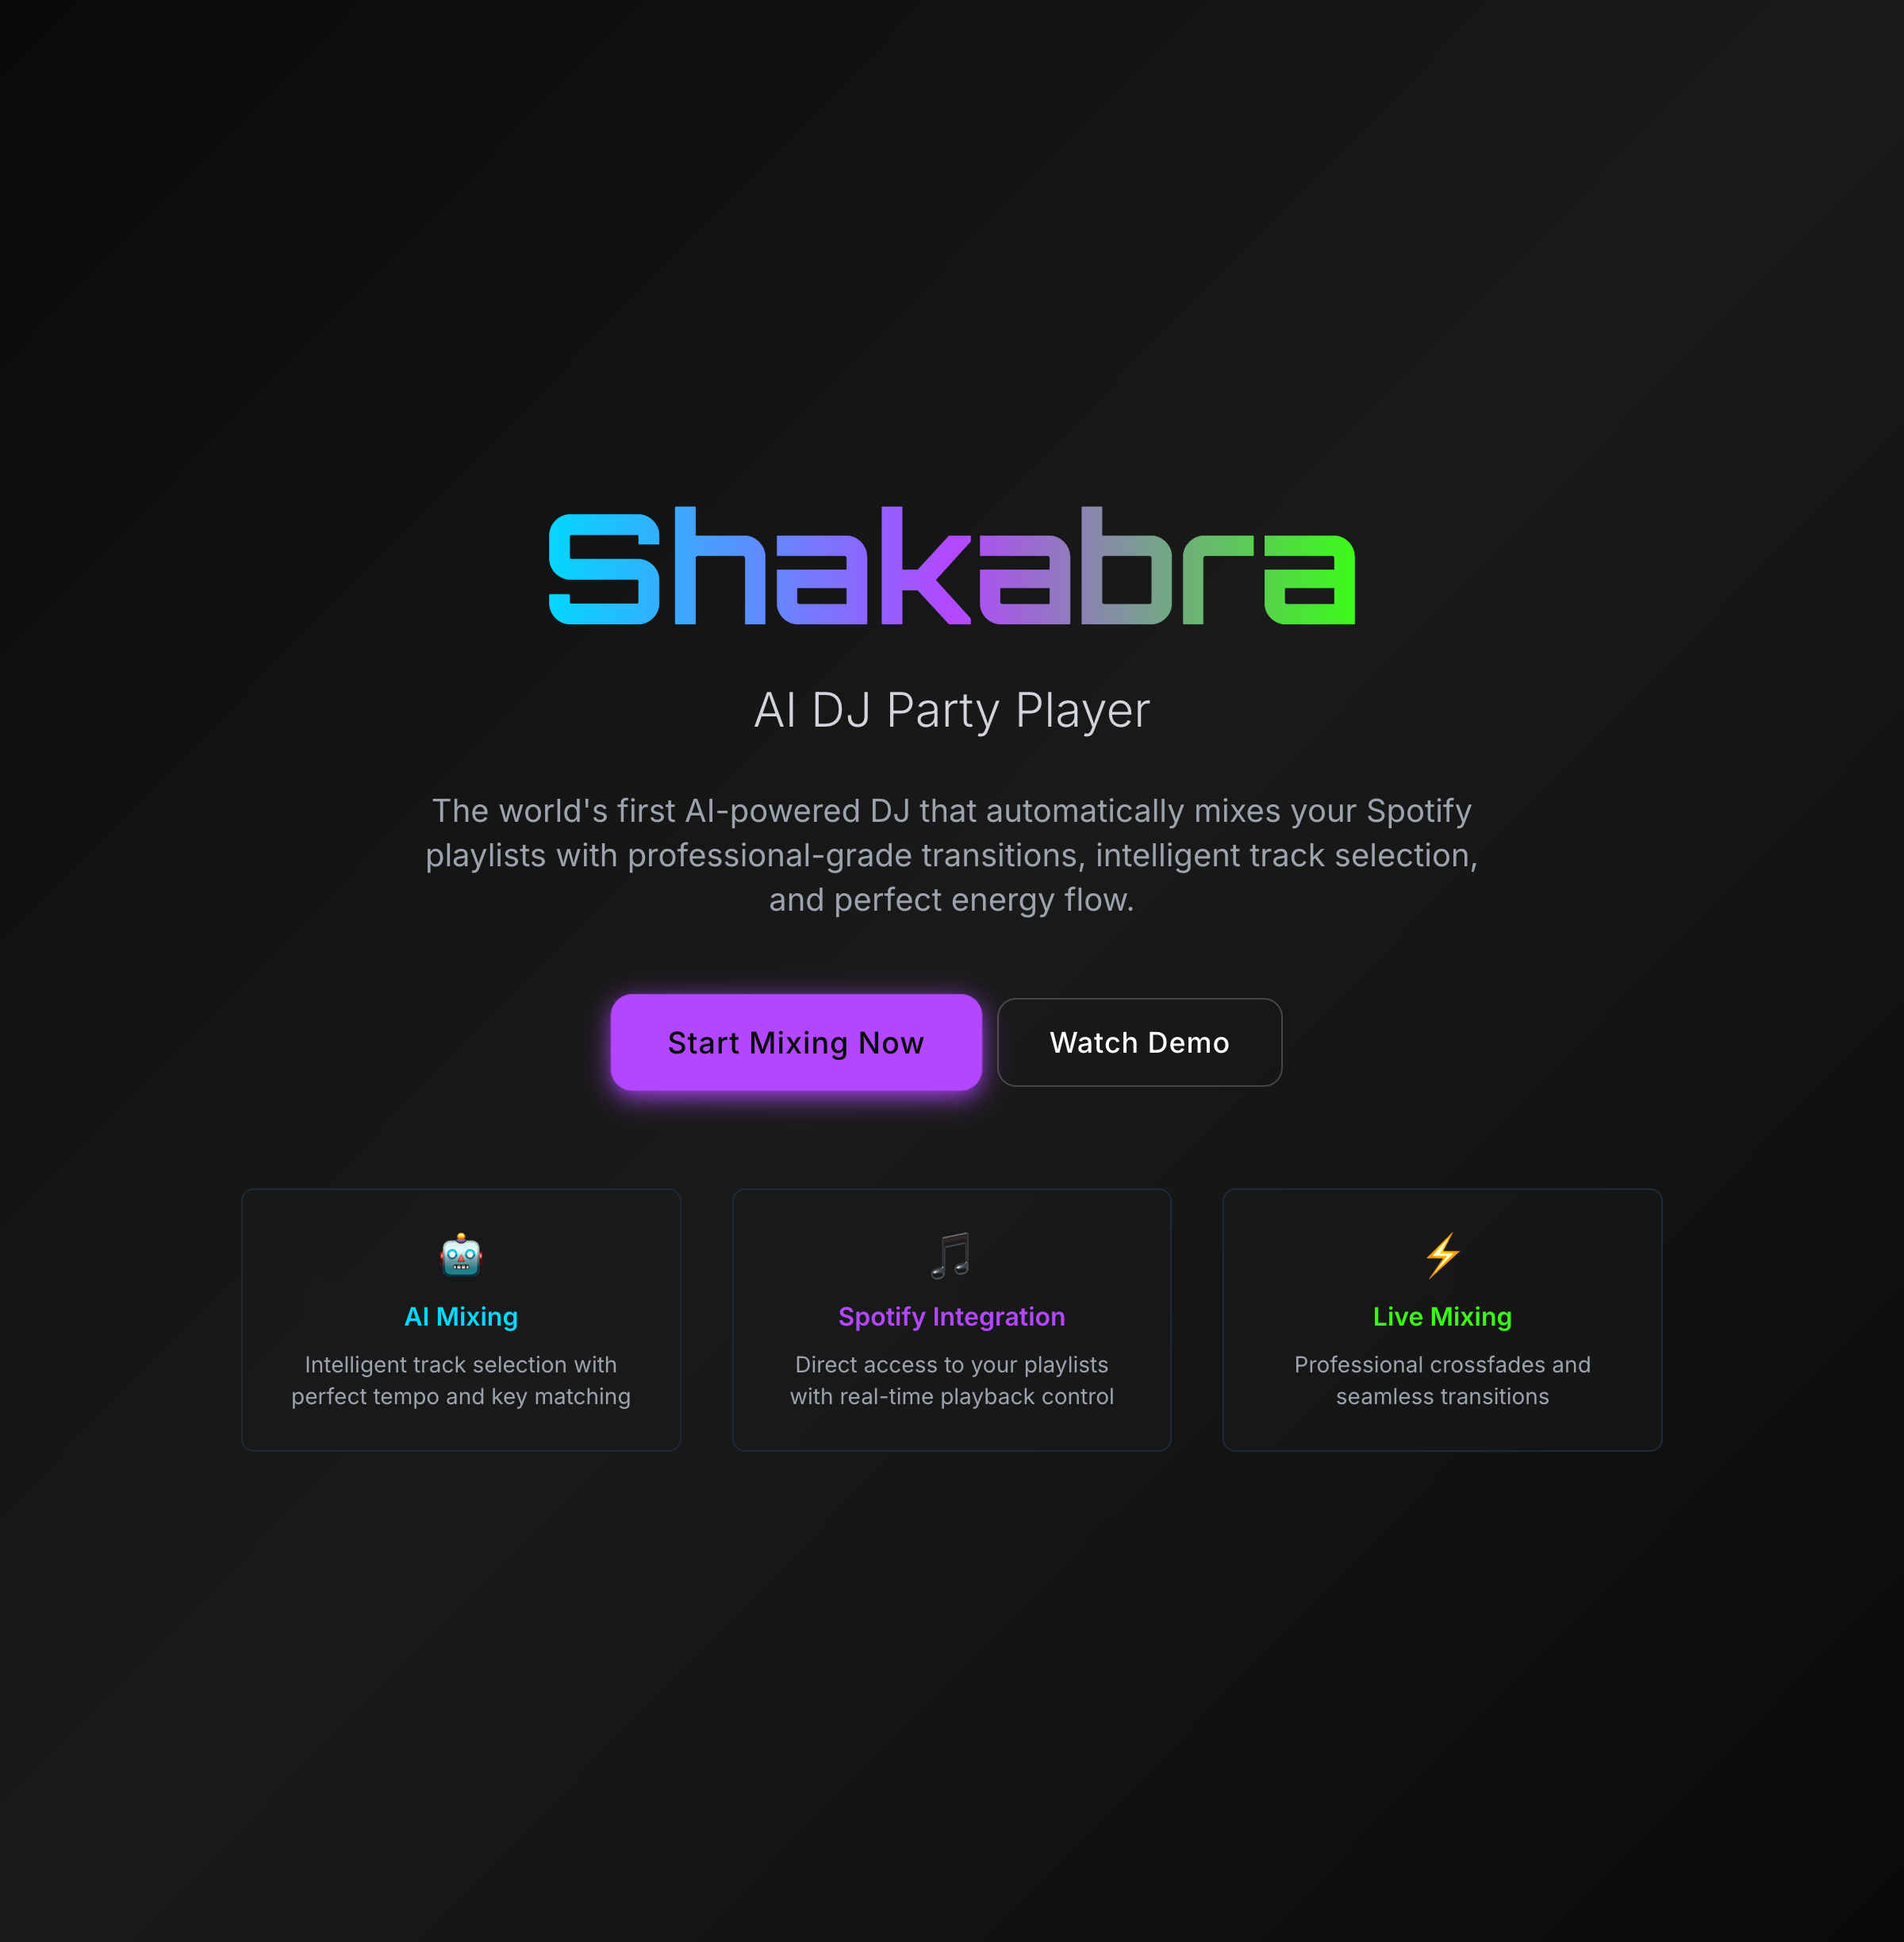 Shakabra
AI DJ Party Player
The world's first AI-powered DJ that automatically mixes your Spotify
playlists with professional-grade transitions, intelligent track selection,
and perfect energy flow.
Start Mixing Now
Watch Demo
AI Mixing
Intelligent track selection with
perfect tempo and key matching
Spotify Integration
Direct access to your playlists
with real-time playback control
Live Mixing
Professional crossfades and
seamless transitions